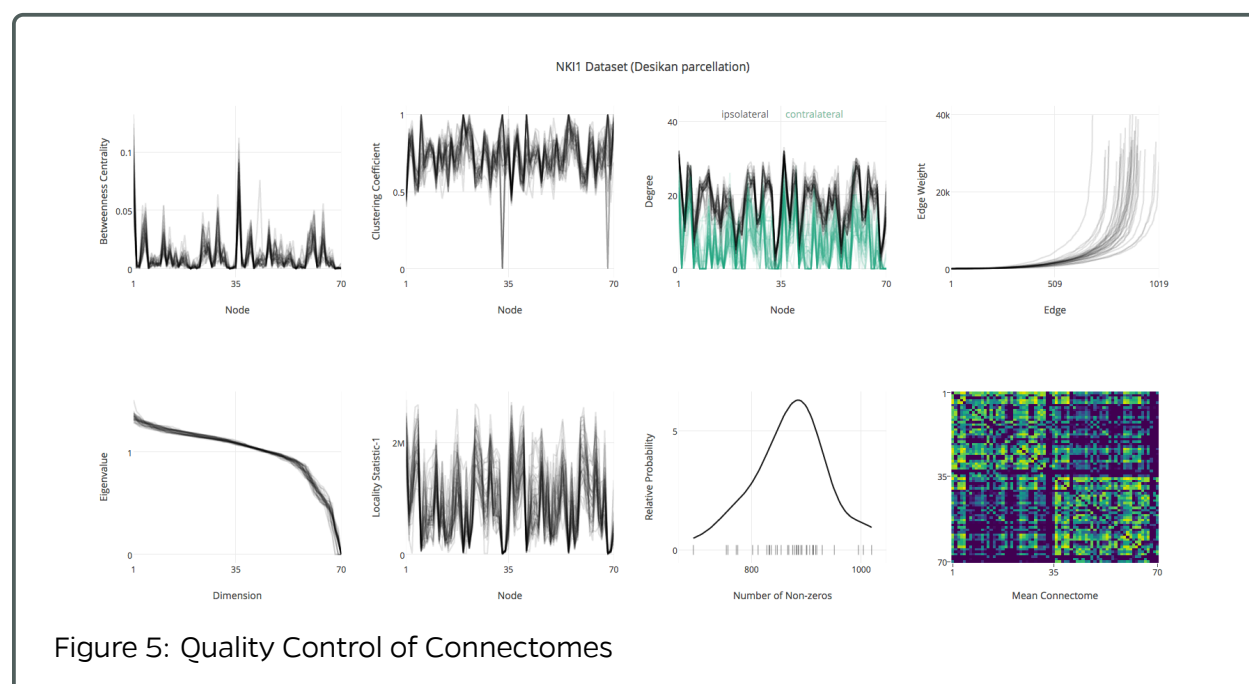 NKI1 Dataset (Desikan parcellation)
Betweenness Centrality
0.1
0.05
0
1
35
70
Node
Clustering Coefficient
1
0.5
0
1
35
70
Node
ipsolateral
contralateral
Degree
40
20
0
1
35
70
Node
Edge Weight
40k
20k
0
1
509
1019
Edge
Eigenvalue
1
0
1
35
70
Dimension
Locality Statistic-1
2M
0
1
35
70
Node
Relative Probability
5
0
800
1000
Number of Non-zeros
1
35
70
1
35
70
Mean Connectome
Figure 5: Quality Control of Connectomes